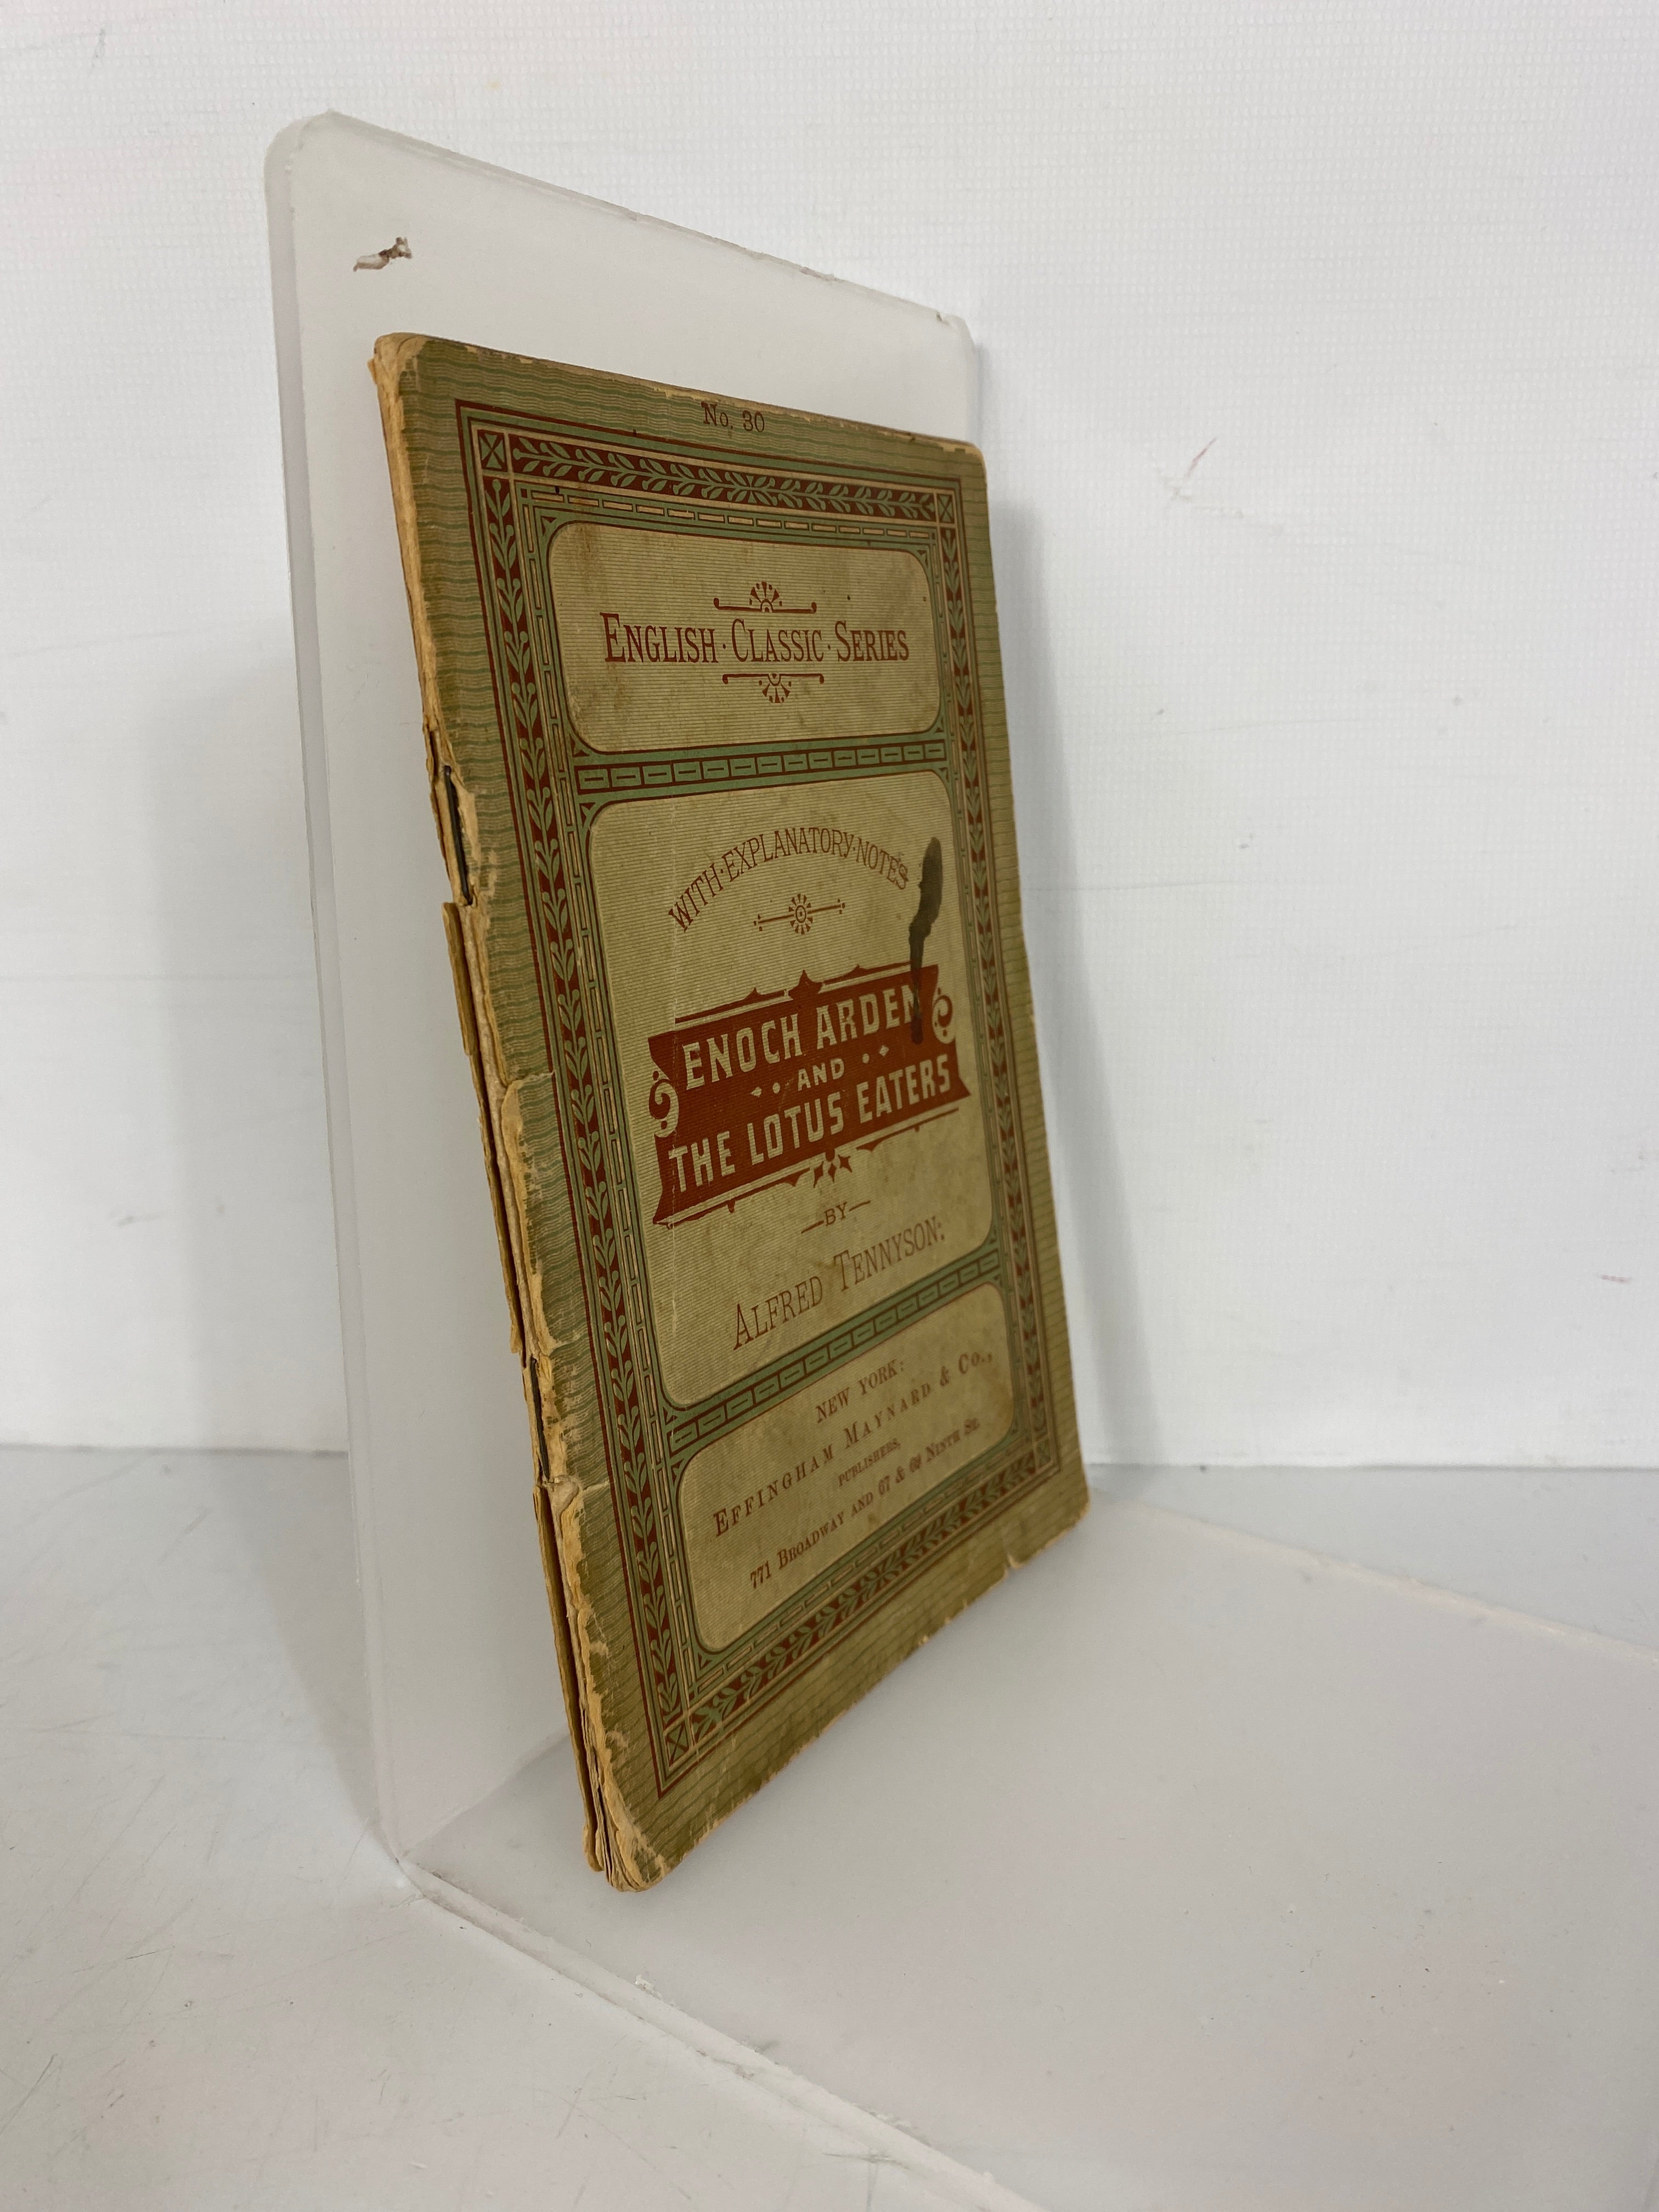 No. 30
ENGLISH · CLASSIC · SERIES
WITH · EXPLANATORY · NOTES
ENOCH ARDEN
AND
THE LOTUS EATERS
—BY—
ALFRED TENNYSON:
NEW YORK:
EFFINGHAM MAYNARD & CO.,
PUBLISHERS,
771 BROADWAY AND 67 & 69 NINTH ST.